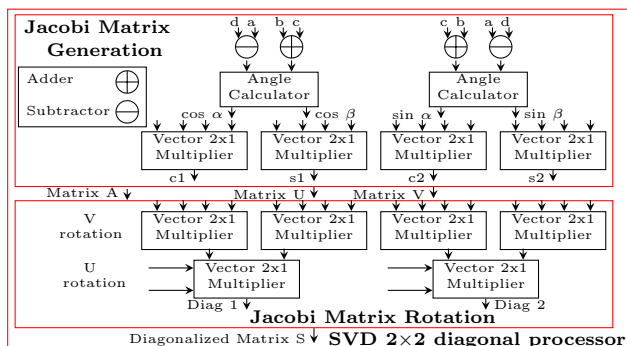 Jacobi Matrix
Generation
d a b c c b a d
Adder
Subtractor
Angle
Calculator
Angle
Calculator
cos α cos β sin α sin β
Vector 2x1
Multiplier
Vector 2x1
Multiplier
Vector 2x1
Multiplier
Vector 2x1
Multiplier
c1 s1 c2 s2
Matrix A Matrix U Matrix V
V
rotation
Vector 2x1
Multiplier
Vector 2x1
Multiplier
Vector 2x1
Multiplier
Vector 2x1
Multiplier
U
rotation
Vector 2x1
Multiplier
Vector 2x1
Multiplier
Diag 1 Diag 2
Jacobi Matrix Rotation
Diagonalized Matrix S
SVD 2×2 diagonal processor